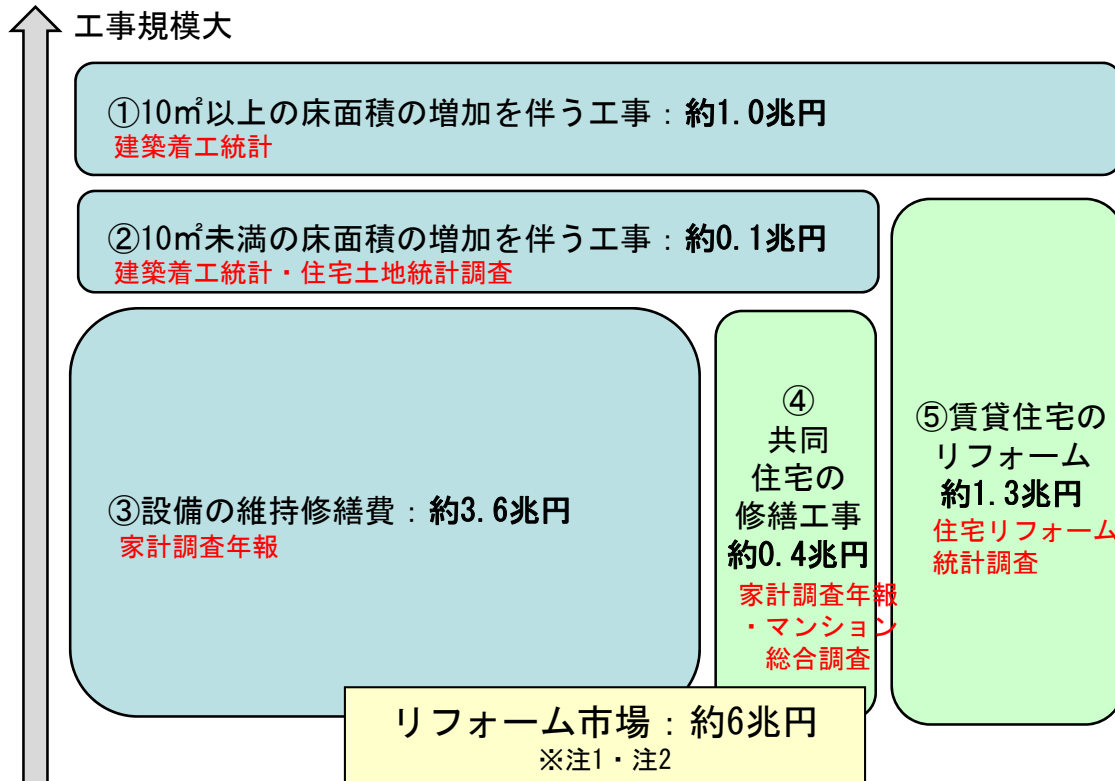 工事規模大
①10㎡以上の床面積の増加を伴う工事：約1.0兆円
建築着工統計
②10㎡未満の床面積の増加を伴う工事：約0.1兆円
建築着工統計・住宅土地統計調査
③設備の維持修繕費：約3.6兆円
家計調査年報
④
共同
住宅の
修繕工事
約0.4兆円
家計調査年報
・マンション
総合調査
⑤賃貸住宅の
リフォーム
約1.3兆円
住宅リフォーム
統計調査
リフォーム市場：約6兆円
※注1・注2